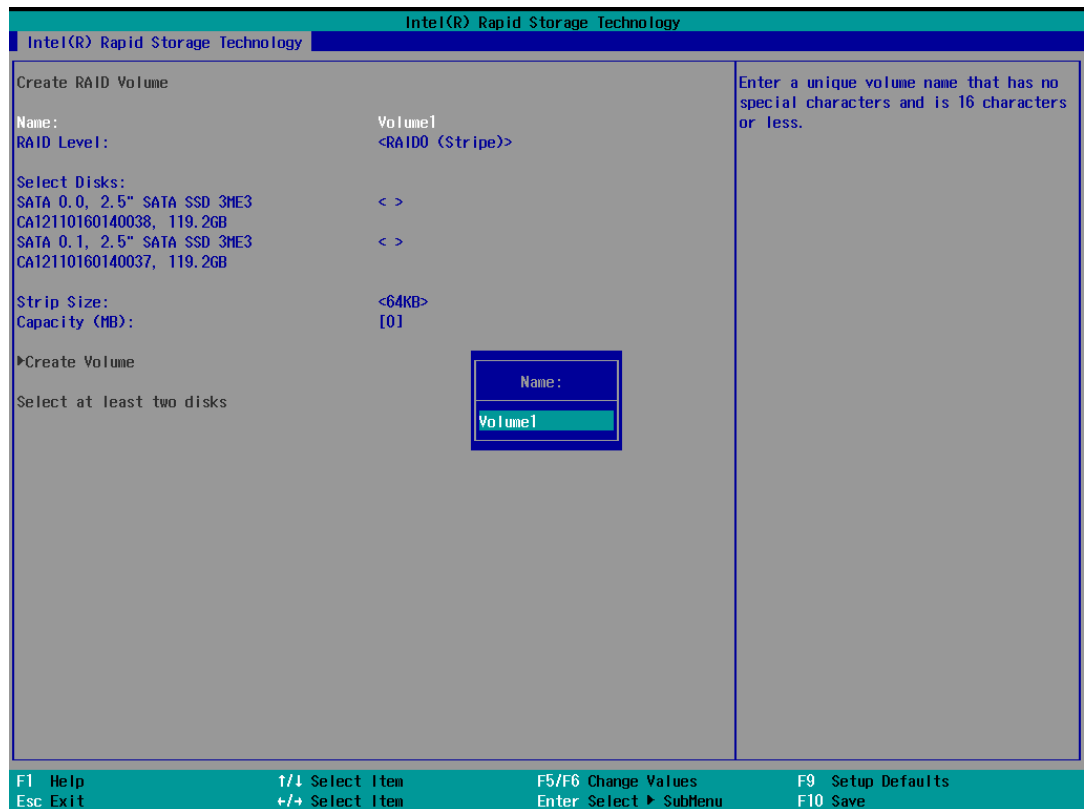 Intel(R) Rapid Storage Technology
Intel(R) Rapid Storage Technology
Create RAID Volume
Name: Volume1
RAID Level: <RAID0 (Stripe)>
Select Disks:
SATA 0.0, 2.5" SATA SSD 3ME3 < >
CA12110160140038, 119.2GB
SATA 0.1, 2.5" SATA SSD 3ME3 < >
CA12110160140037, 119.2GB
Strip Size: <64KB>
Capacity (MB): [0]
▶Create Volume
Select at least two disks
Name:
Volume1
Enter a unique volume name that has no
special characters and is 16 characters
or less.
F1 Help ↑/↓ Select Item F5/F6 Change Values F9 Setup Defaults
Esc Exit ←/→ Select Item Enter Select ▶ SubMenu F10 Save